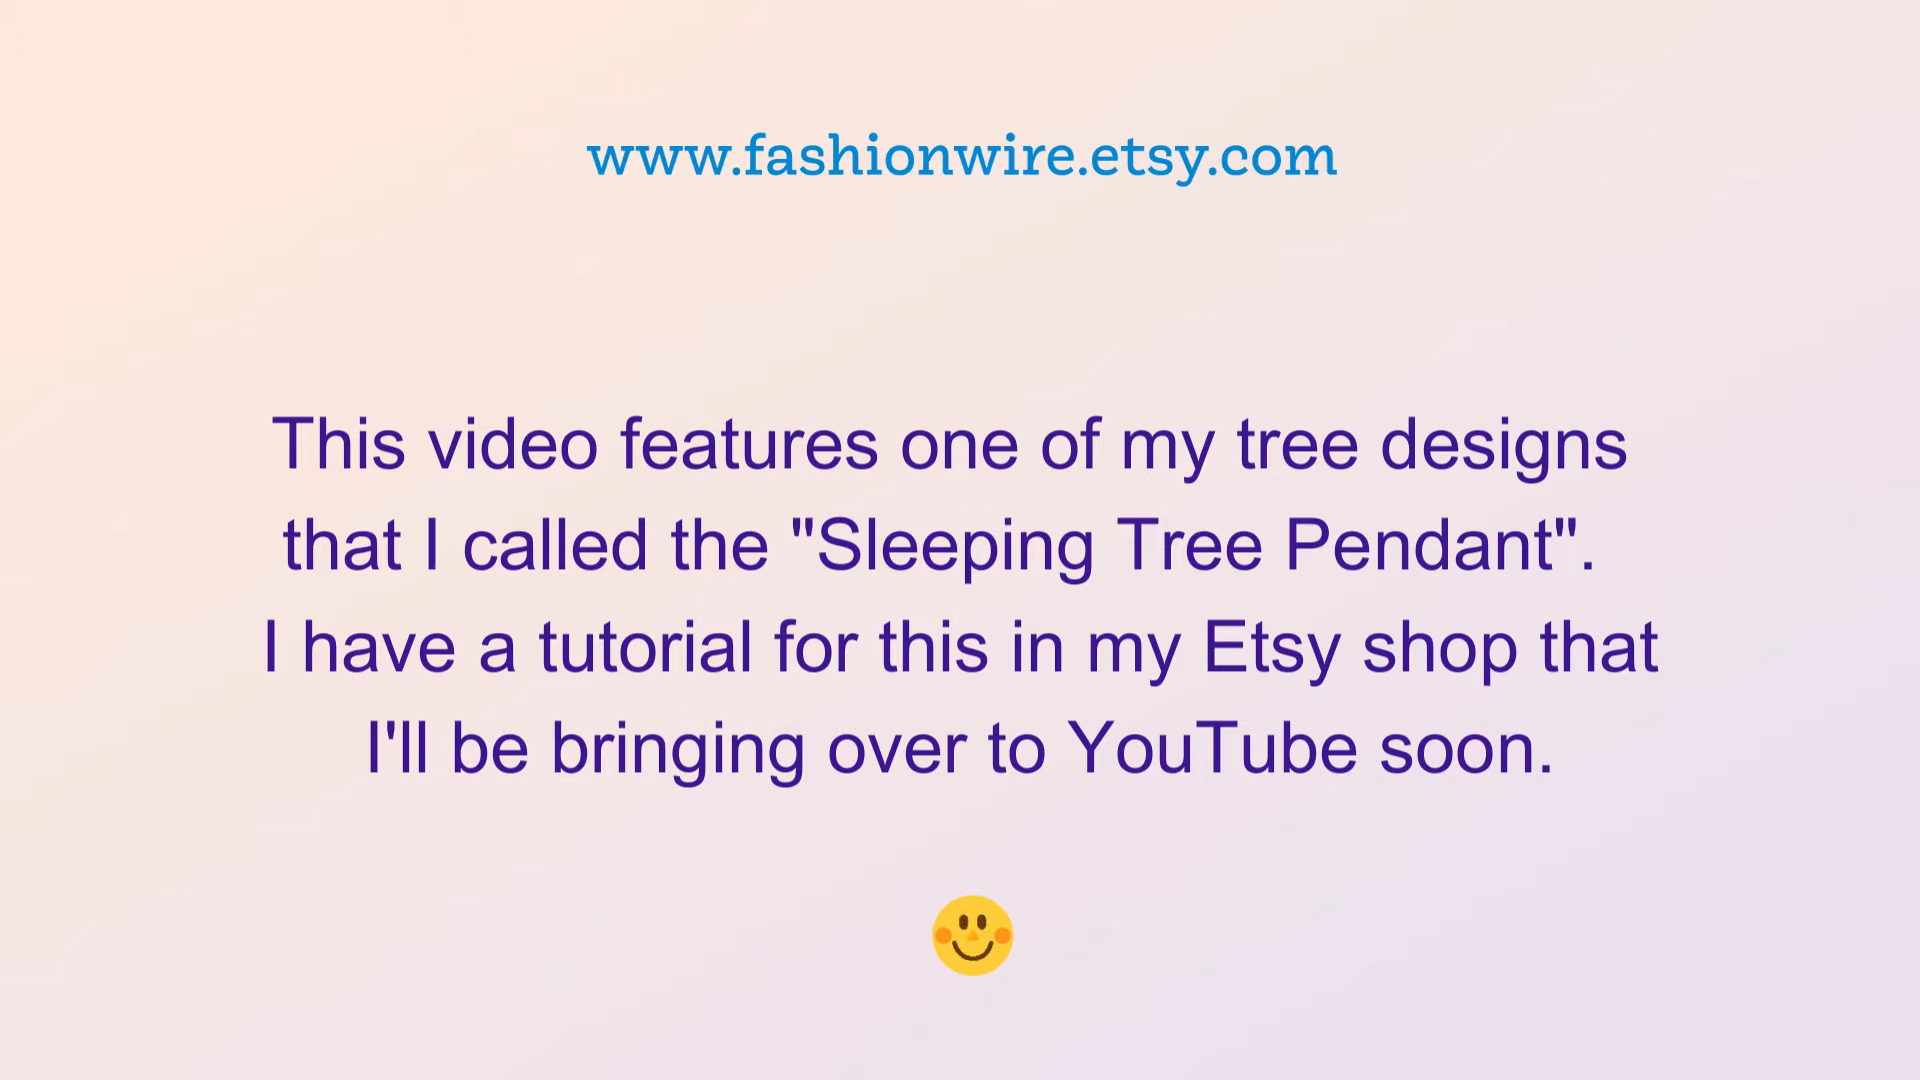 www.fashionwire.etsy.com
This video features one of my tree designs
that I called the "Sleeping Tree Pendant".
I have a tutorial for this in my Etsy shop that
I'll be bringing over to YouTube soon.